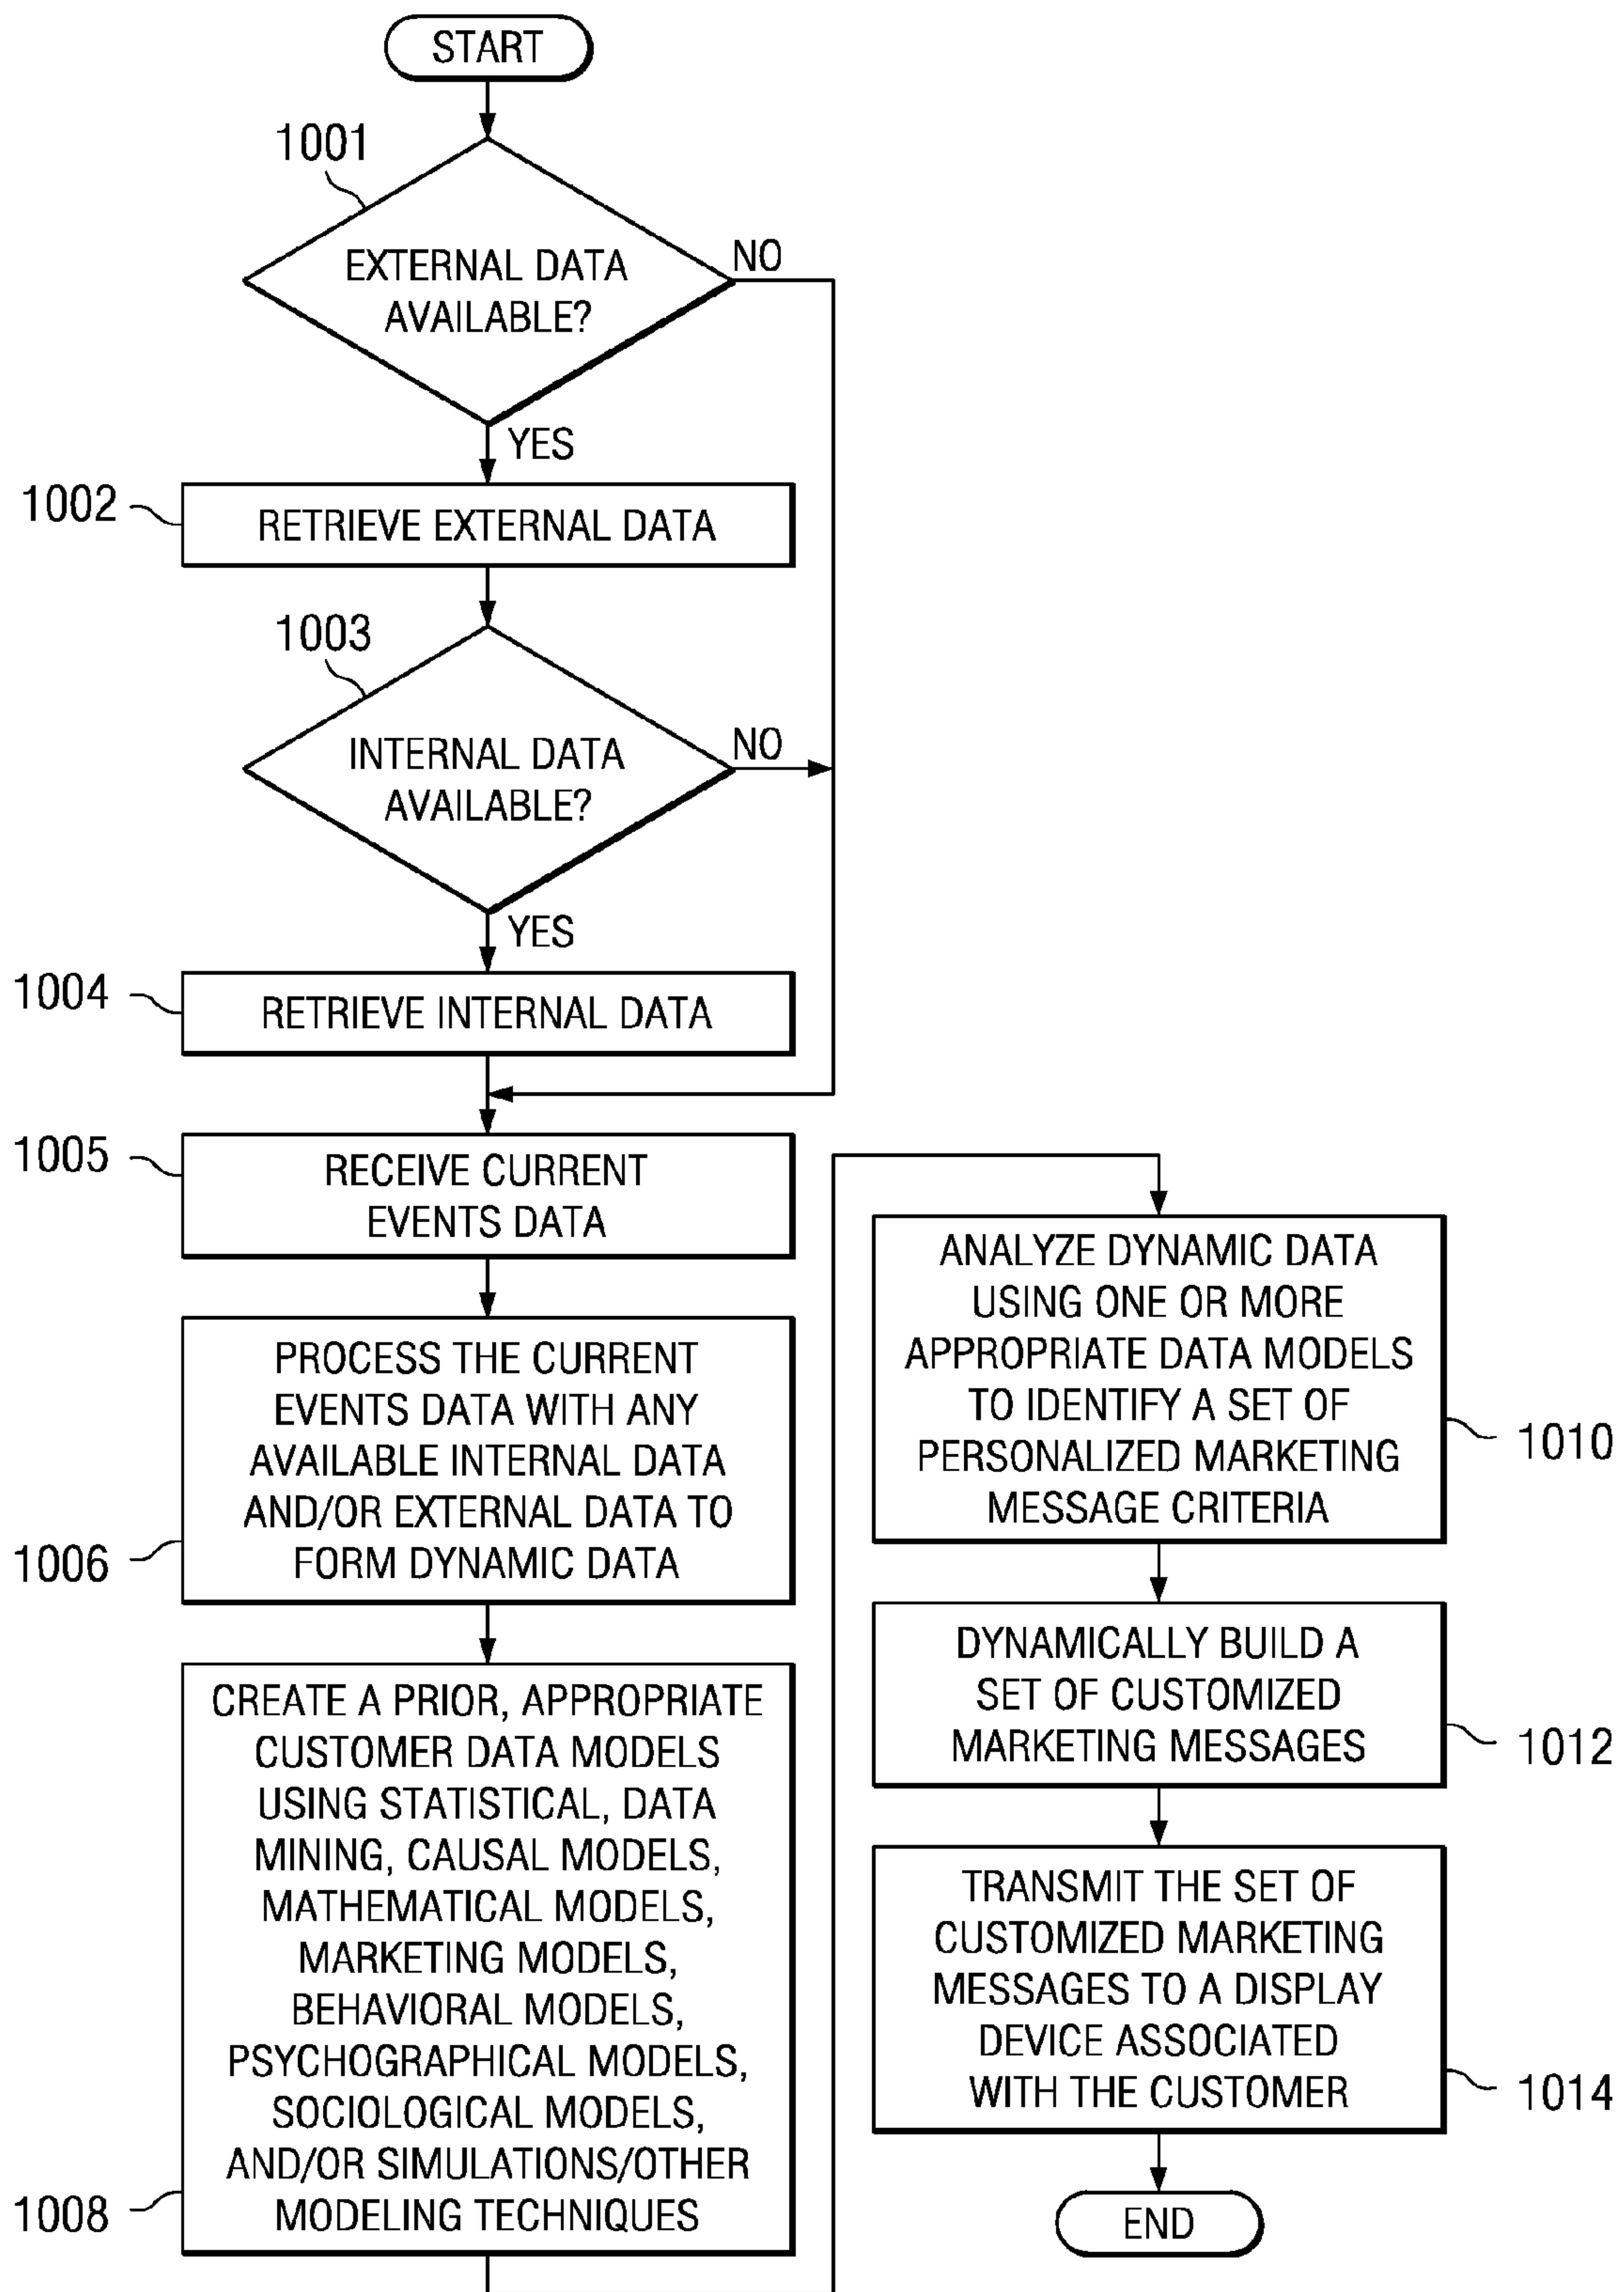 START
1001
EXTERNAL DATA
AVAILABLE?
NO
YES
1002
RETRIEVE EXTERNAL DATA
1003
INTERNAL DATA
AVAILABLE?
NO
YES
1004
RETRIEVE INTERNAL DATA
1005
RECEIVE CURRENT
EVENTS DATA
PROCESS THE CURRENT
EVENTS DATA WITH ANY
AVAILABLE INTERNAL DATA
AND/OR EXTERNAL DATA TO
FORM DYNAMIC DATA
1006
CREATE A PRIOR, APPROPRIATE
CUSTOMER DATA MODELS
USING STATISTICAL, DATA
MINING, CAUSAL MODELS,
MATHEMATICAL MODELS,
MARKETING MODELS,
BEHAVIORAL MODELS,
PSYCHOGRAPHICAL MODELS,
SOCIOLOGICAL MODELS,
AND/OR SIMULATIONS/OTHER
MODELING TECHNIQUES
1008
ANALYZE DYNAMIC DATA
USING ONE OR MORE
APPROPRIATE DATA MODELS
TO IDENTIFY A SET OF
PERSONALIZED MARKETING
MESSAGE CRITERIA
1010
DYNAMICALLY BUILD A
SET OF CUSTOMIZED
MARKETING MESSAGES
1012
TRANSMIT THE SET OF
CUSTOMIZED MARKETING
MESSAGES TO A DISPLAY
DEVICE ASSOCIATED
WITH THE CUSTOMER
1014
END